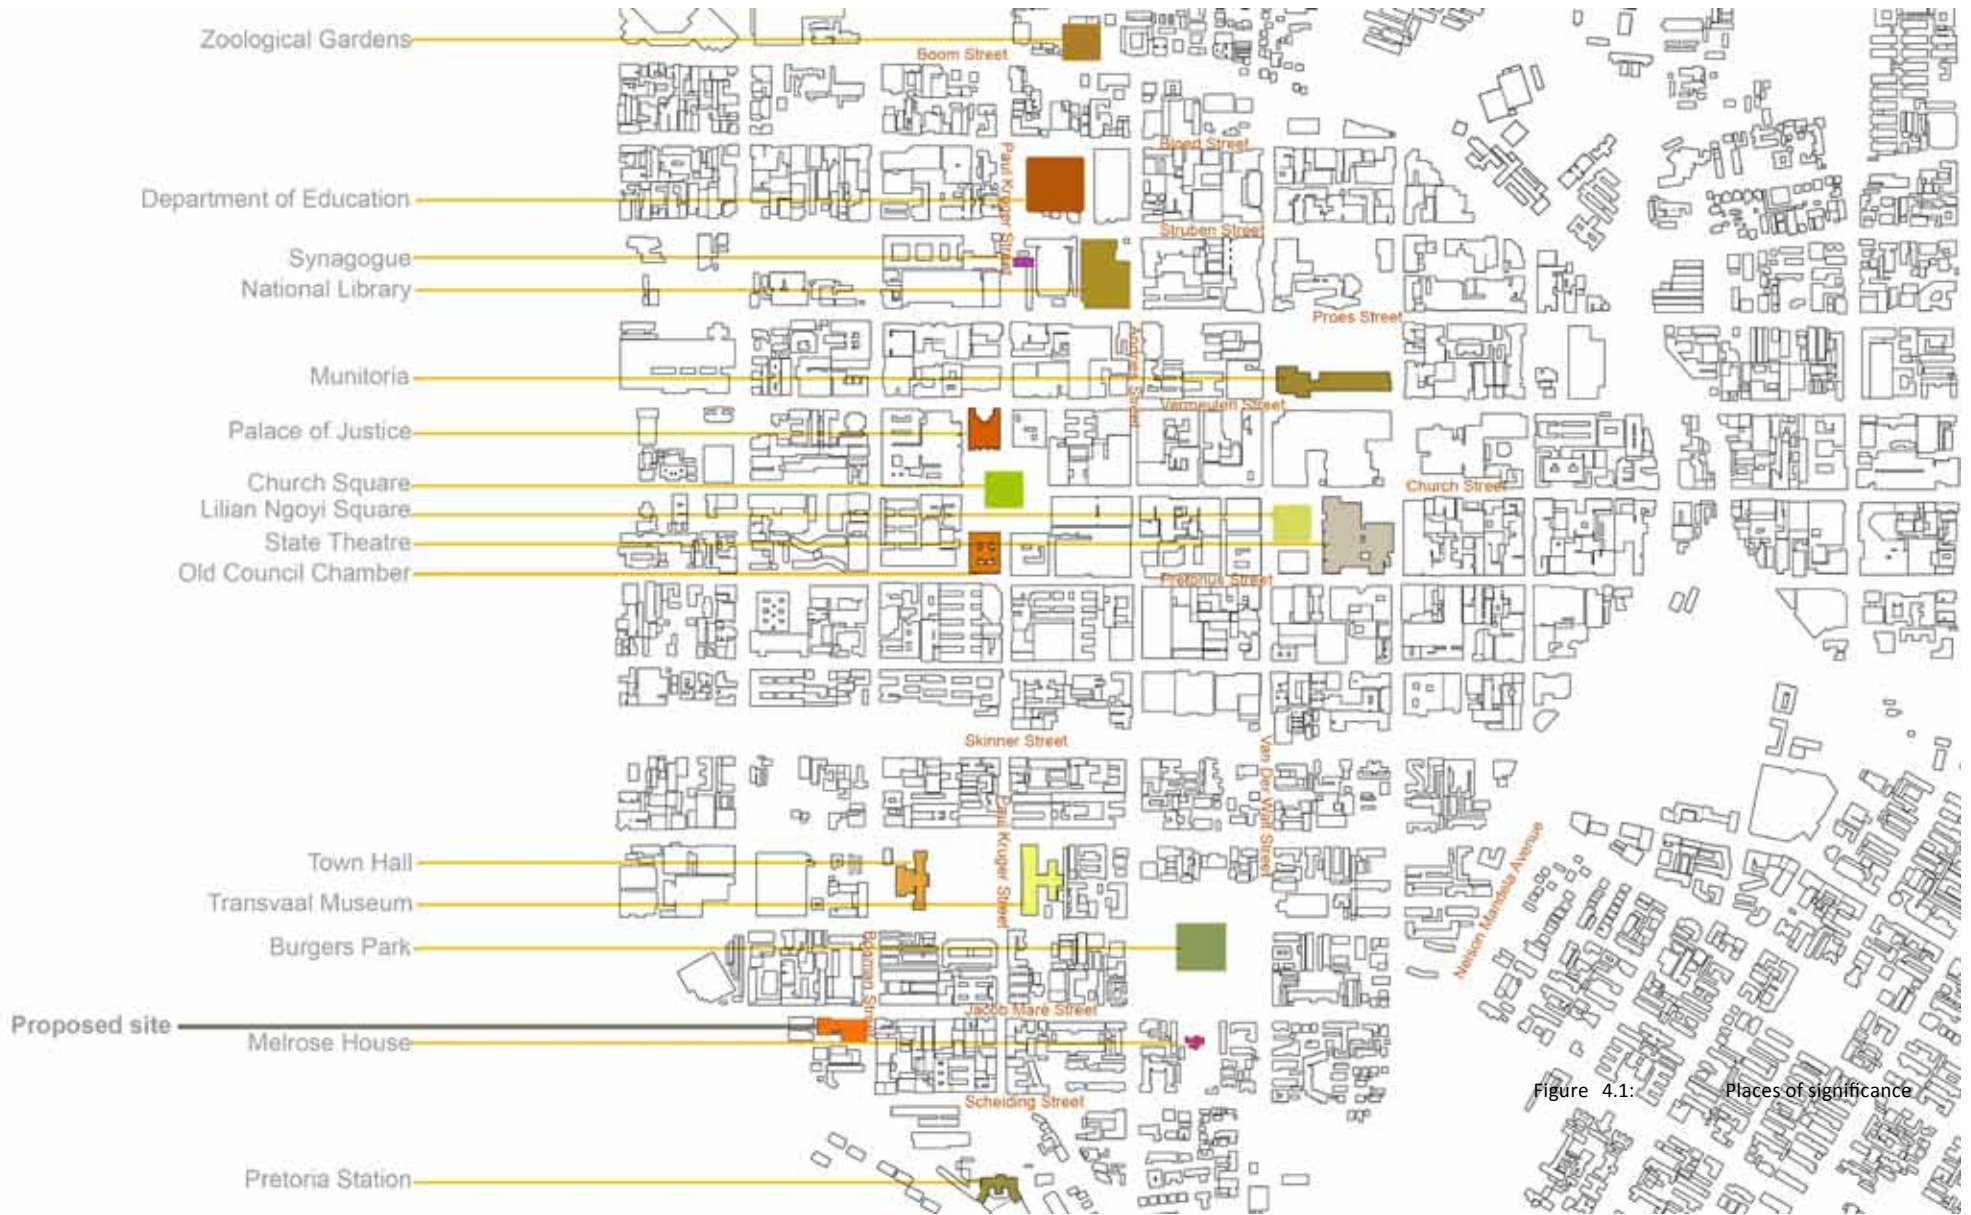 Zoological Gardens
Boom Street
Bloed Street
Paul Kruger Street
Department of Education
Struben Street
Synagogue
National Library
Proes Street
Andries Street
Munitoria
Vermeulen Street
Palace of Justice
Church Square
Church Street
Lilian Ngoyi Square
State Theatre
Old Council Chamber
Pretorius Street
Skinner Street
Van Der Walt Street
Paul Kruger Street
Town Hall
Nelson Mandela Avenue
Transvaal Museum
Burgers Park
Bosman Street
Jacob Mare Street
Proposed site
Melrose House
Figure 4.1: Places of significance
Scheiding Street
Pretoria Station